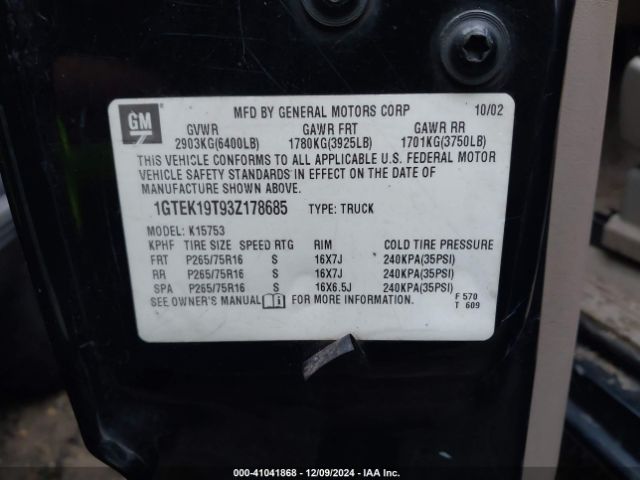 GM
MFD BY GENERAL MOTORS CORP 10/02
GVWR GAWR FRT GAWR RR
2903KG(6400LB) 1780KG(3925LB) 1701KG(3750LB)
THIS VEHICLE CONFORMS TO ALL APPLICABLE U.S. FEDERAL MOTOR
VEHICLE SAFETY STANDARDS IN EFFECT ON THE DATE OF
MANUFACTURE SHOWN ABOVE.
1GTEK19T93Z178685 TYPE: TRUCK
MODEL: K15753
KPHF TIRE SIZE SPEED RTG RIM COLD TIRE PRESSURE
FRT P265/75R16 S 16X7J 240KPA(35PSI)
RR P265/75R16 S 16X7J 240KPA(35PSI)
SPA P265/75R16 S 16X6.5J 240KPA(35PSI)
SEE OWNER'S MANUAL FOR MORE INFORMATION. F 570
T 609
000-41041868 - 12/09/2024 - IAA Inc.